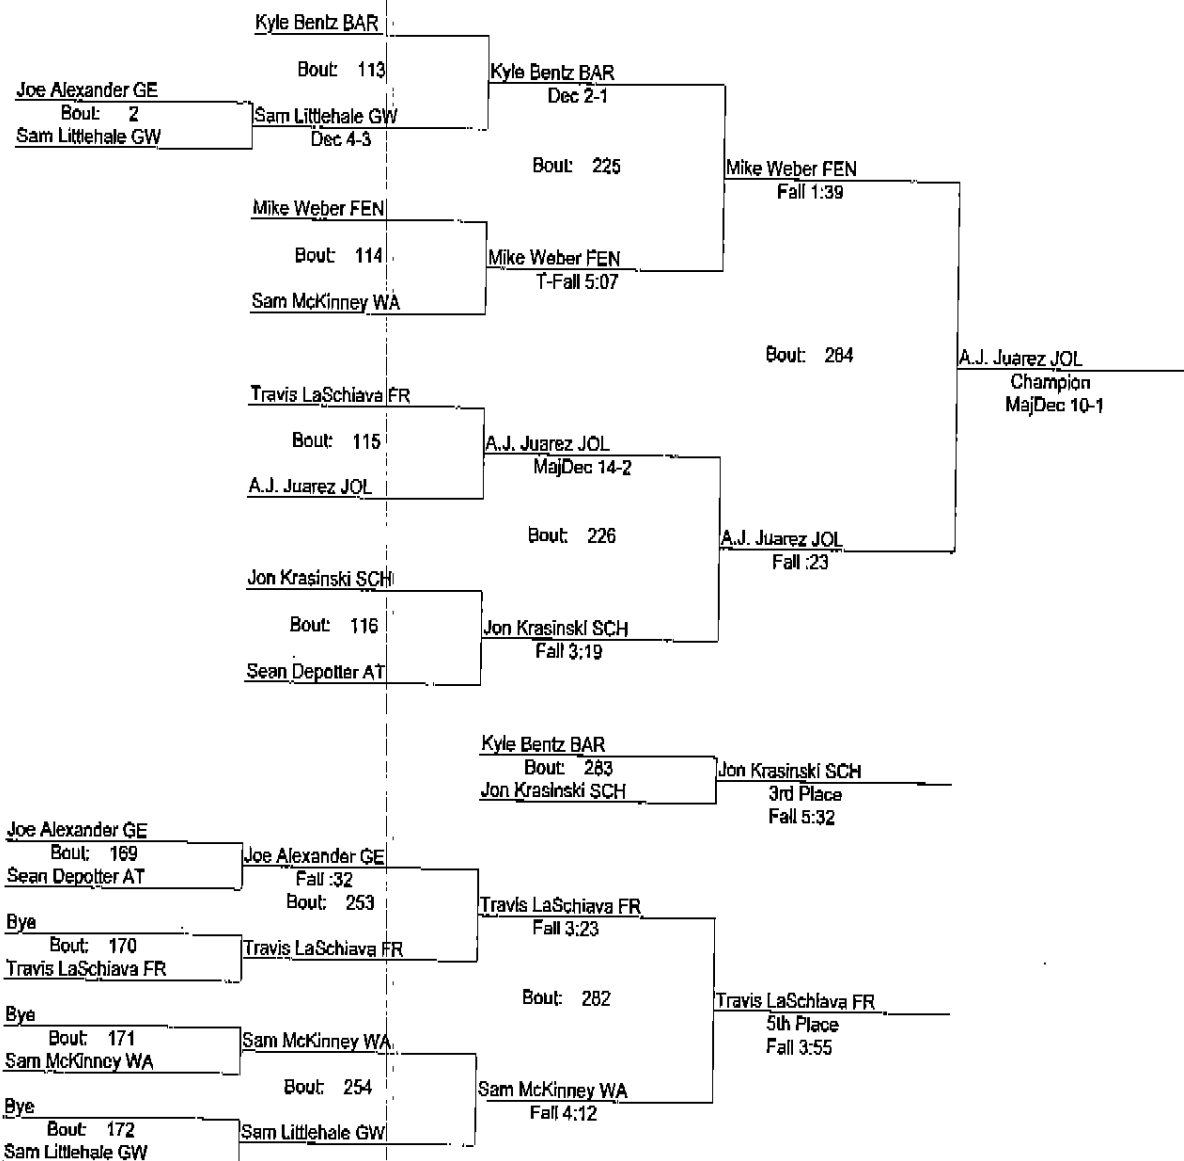 Kyle Bentz BAR
Bout: 113
Kyle Bentz BAR
Dec 2-1
Joe Alexander GE
Bout: 2
Sam Littlehale GW
Sam Littlehale GW
Dec 4-3
Bout: 225
Mike Weber FEN
Fall 1:39
Mike Weber FEN
Bout: 114
Mike Weber FEN
T-Fall 5:07
Sam McKinney WA
Bout: 284
A.J. Juarez JOL
Champion
MajDec 10-1
Travis LaSchiava FR
Bout: 115
A.J. Juarez JOL
MajDec 14-2
A.J. Juarez JOL
Bout: 226
A.J. Juarez JOL
Fall :23
Jon Krasinski SCH
Bout: 116
Jon Krasinski SCH
Fall 3:19
Sean Depotter AT
Kyle Bentz BAR
Bout: 283
Jon Krasinski SCH
Jon Krasinski SCH
3rd Place
Fall 5:32
Joe Alexander GE
Bout: 169
Sean Depotter AT
Joe Alexander GE
Fall :32
Bout: 253
Travis LaSchiava FR
Fall 3:23
Bye
Bout: 170
Travis LaSchiava FR
Travis LaSchiava FR
Bout: 282
Travis LaSchiava FR
5th Place
Fall 3:55
Bye
Bout: 171
Sam McKinney WA
Sam McKinney WA
Bout: 254
Sam McKinney WA
Fall 4:12
Bye
Bout: 172
Sam Littlehale GW
Sam Littlehale GW